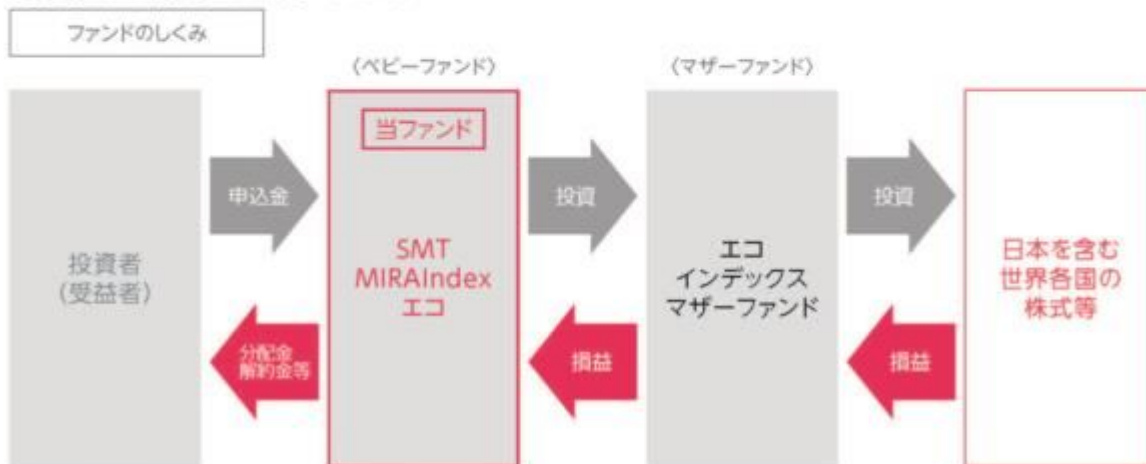 ファンドのしくみ
〈ベビーファンド〉
〈マザーファンド〉
投資者
(受益者)
申込金
分配金
解約金等
当ファンド
SMT
MIRAIndex
エコ
投資
損益
エコ
インデックス
マザーファンド
投資
損益
日本を含む
世界各国の
株式等